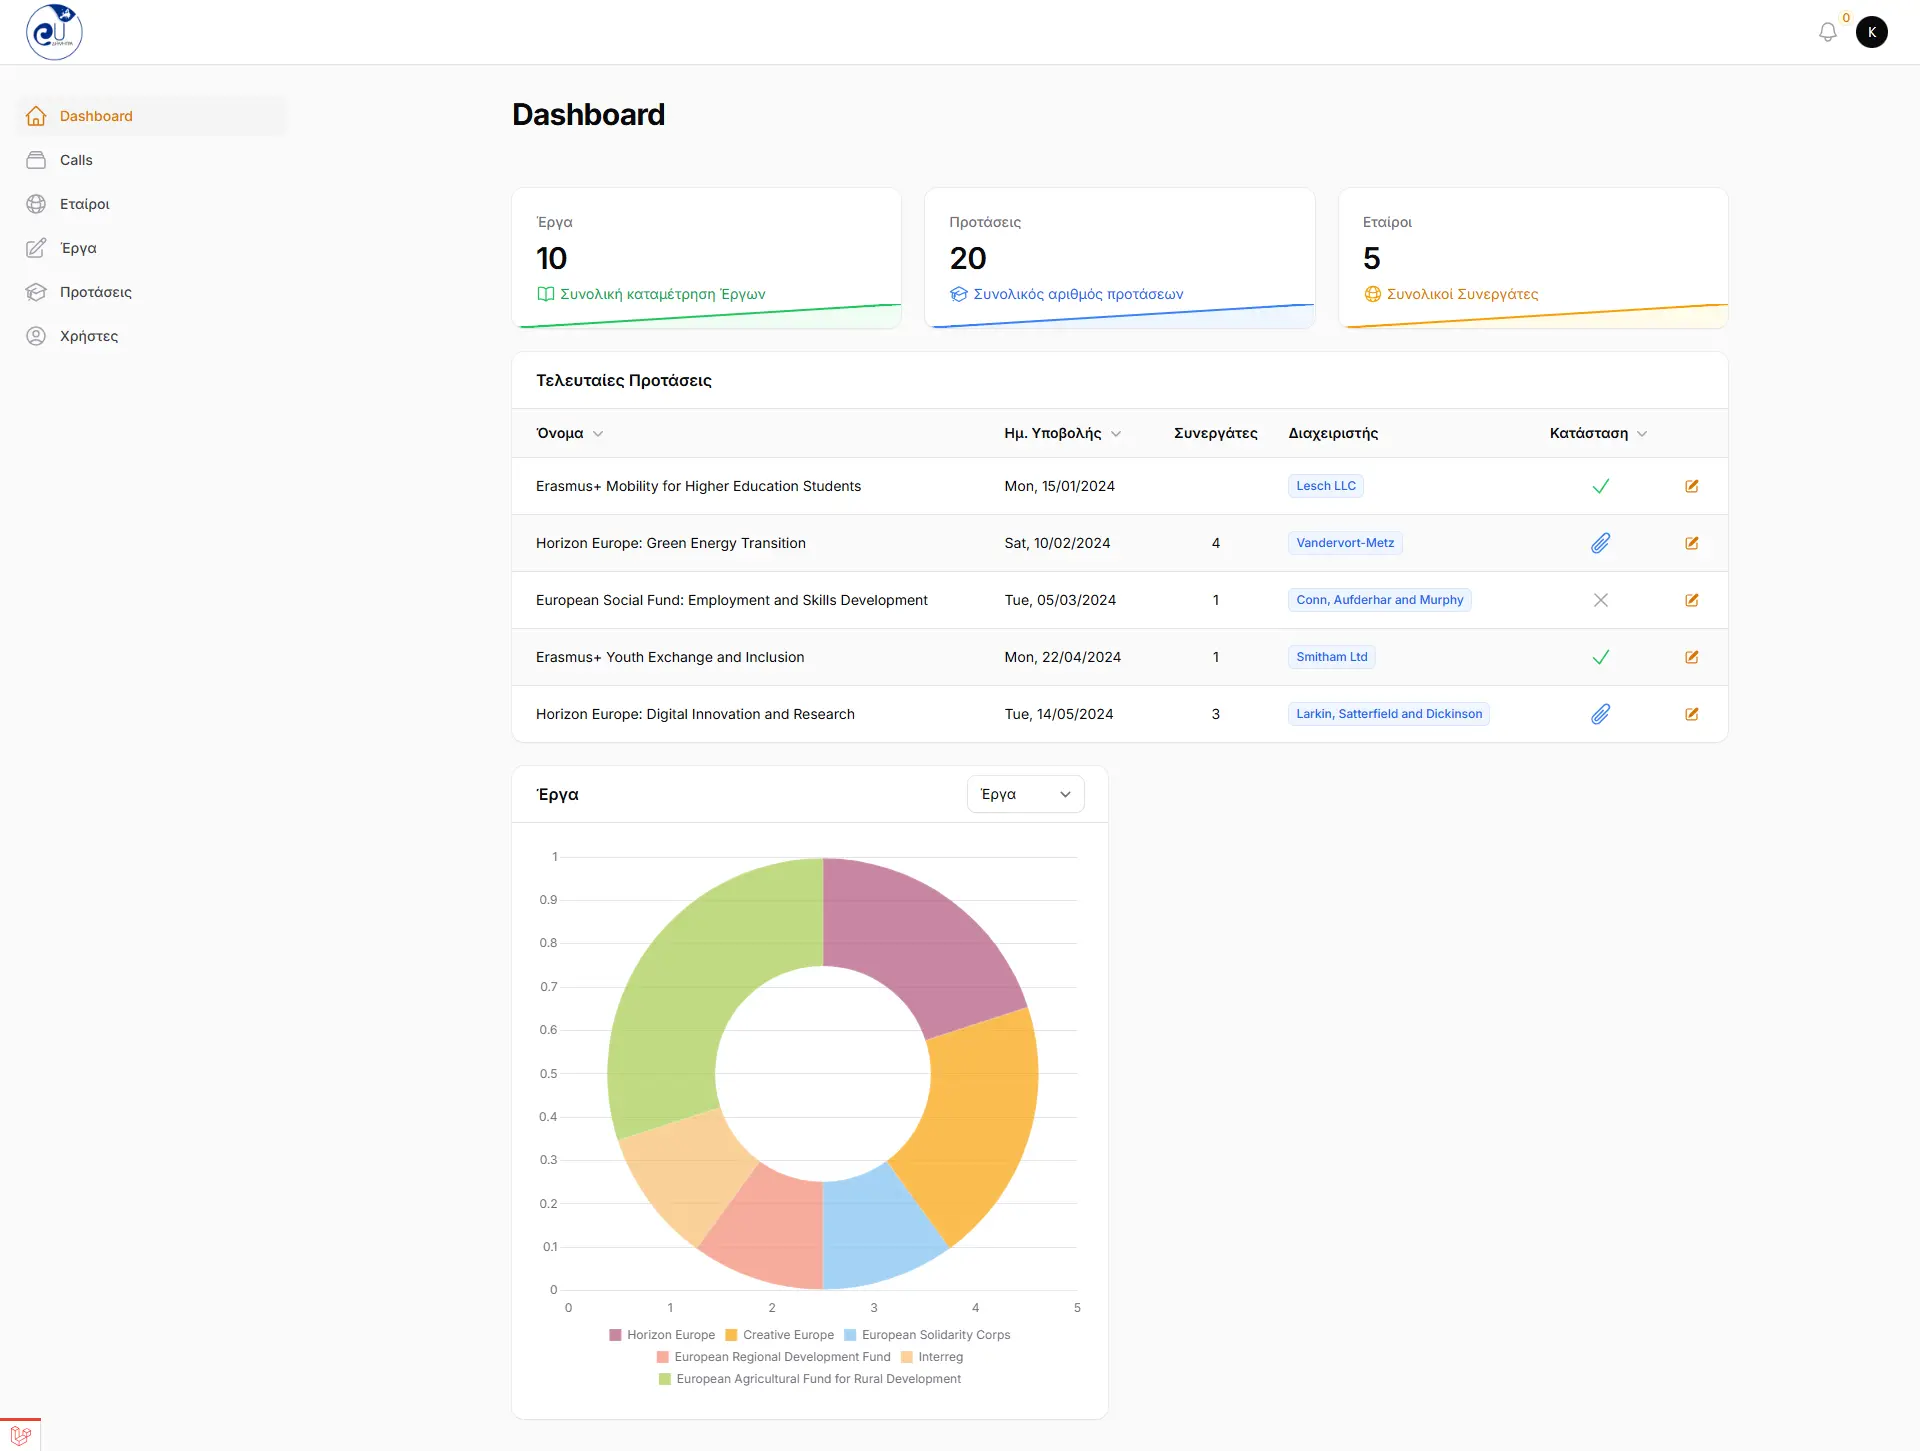 eU
ΔΗΜΗΤΡΑ
0
K
Dashboard
Calls
Εταίροι
Έργα
Προτάσεις
Χρήστες
Dashboard
Έργα
10
Συνολική καταμέτρηση Έργων
Προτάσεις
20
Συνολικός αριθμός προτάσεων
Εταίροι
5
Συνολικοί Συνεργάτες
Τελευταίες Προτάσεις
Όνομα Ημ. Υποβολής Συνεργάτες Διαχειριστής Κατάσταση
Erasmus+ Mobility for Higher Education Students Mon, 15/01/2024 Lesch LLC
Horizon Europe: Green Energy Transition Sat, 10/02/2024 4 Vandervort-Metz
European Social Fund: Employment and Skills Development Tue, 05/03/2024 1 Conn, Aufderhar and Murphy
Erasmus+ Youth Exchange and Inclusion Mon, 22/04/2024 1 Smitham Ltd
Horizon Europe: Digital Innovation and Research Tue, 14/05/2024 3 Larkin, Satterfield and Dickinson
Έργα Έργα
1
0.9
0.8
0.7
0.6
0.5
0.4
0.3
0.2
0.1
0
0 1 2 3 4 5
Horizon Europe Creative Europe European Solidarity Corps
European Regional Development Fund Interreg
European Agricultural Fund for Rural Development